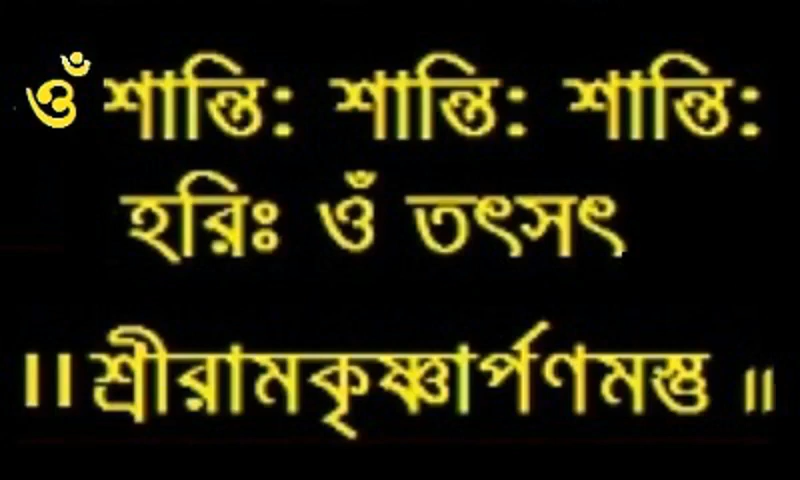 ওঁ শান্তি: শান্তি: শান্তি:
হরিঃ ওঁ তৎসৎ
।। শ্রীরামকৃষ্ণার্পণমস্তু ॥